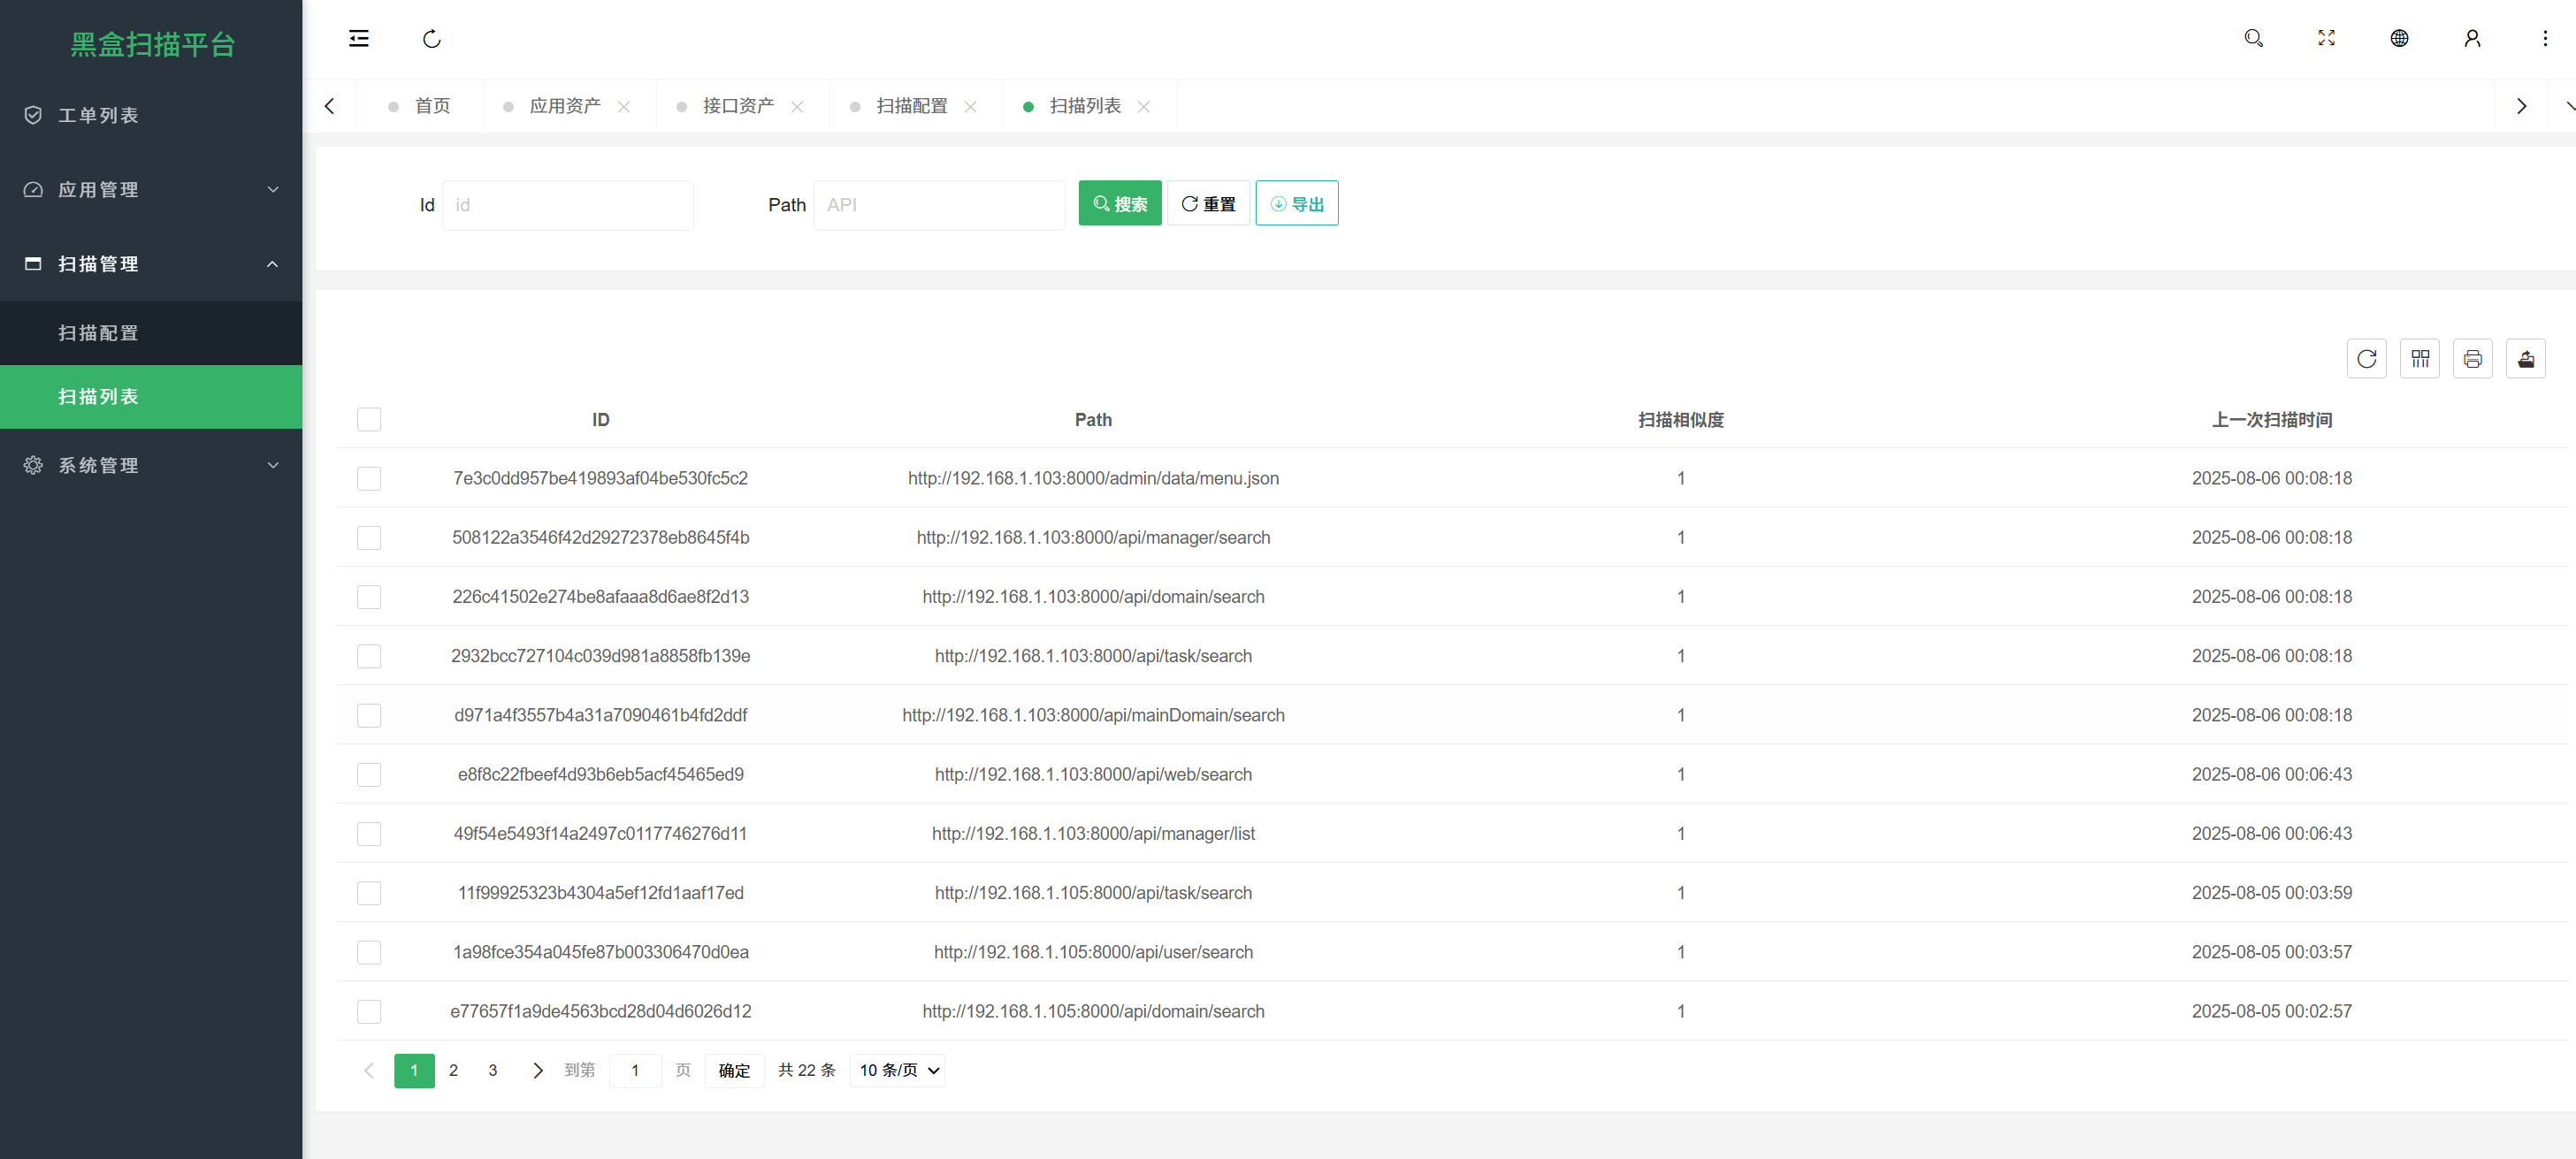 黑盒扫描平台
工单列表
应用管理
扫描管理
扫描配置
扫描列表
系统管理
首页 应用资产 接口资产 扫描配置 扫描列表
Id id Path API 搜索 重置 导出
ID Path 扫描相似度 上一次扫描时间
7e3c0dd957be419893af04be530fc5c2 http://192.168.1.103:8000/admin/data/menu.json 1 2025-08-06 00:08:18
508122a3546f42d29272378eb8645f4b http://192.168.1.103:8000/api/manager/search 1 2025-08-06 00:08:18
226c41502e274be8afaaa8d6ae8f2d13 http://192.168.1.103:8000/api/domain/search 1 2025-08-06 00:08:18
2932bcc727104c039d981a8858fb139e http://192.168.1.103:8000/api/task/search 1 2025-08-06 00:08:18
d971a4f3557b4a31a7090461b4fd2ddf http://192.168.1.103:8000/api/mainDomain/search 1 2025-08-06 00:08:18
e8f8c22fbeef4d93b6eb5acf45465ed9 http://192.168.1.103:8000/api/web/search 1 2025-08-06 00:06:43
49f54e5493f14a2497c0117746276d11 http://192.168.1.103:8000/api/manager/list 1 2025-08-06 00:06:43
11f99925323b4304a5ef12fd1aaf17ed http://192.168.1.105:8000/api/task/search 1 2025-08-05 00:03:59
1a98fce354a045fe87b003306470d0ea http://192.168.1.105:8000/api/user/search 1 2025-08-05 00:03:57
e77657f1a9de4563bcd28d04d6026d12 http://192.168.1.105:8000/api/domain/search 1 2025-08-05 00:02:57
1 2 3 到第 1 页 确定 共 22 条 10 条/页